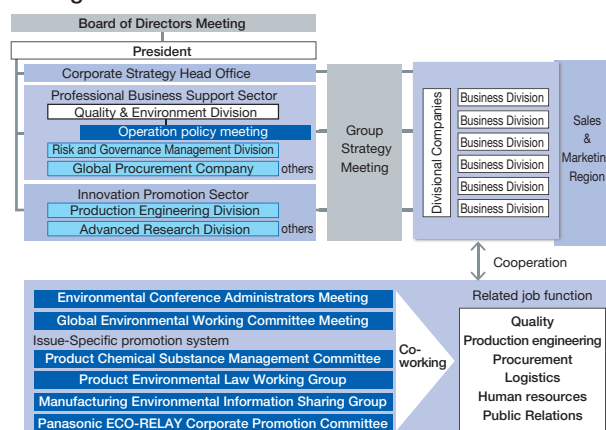 Board of Directors Meeting
President
Corporate Strategy Head Office
Professional Business Support Sector
Quality & Environment Division
Operation policy meeting
Risk and Governance Management Division
Global Procurement Company
others
Innovation Promotion Sector
Production Engineering Division
Advanced Research Division
others
Group
Strategy
Meeting
Divisional Companies
Business Division
Business Division
Business Division
Business Division
Business Division
Business Division
Sales
&
Marketin
Region
Cooperation
Environmental Conference Administrators Meeting
Global Environmental Working Committee Meeting
Issue-Specific promotion system
Product Chemical Substance Management Committee
Product Environmental Law Working Group
Manufacturing Environmental Information Sharing Group
Panasonic ECO-RELAY Corporate Promotion Committee
Co-
working
Related job function
Quality
Production engineering
Procurement
Logistics
Human resources
Public Relations